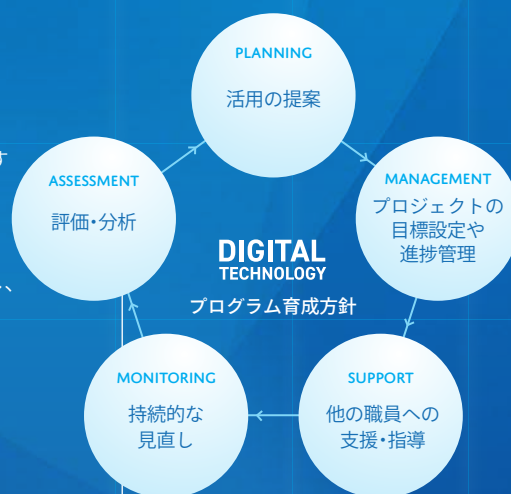 PLANNING
活用の提案
す
ASSESSMENT
評価・分析
MANAGEMENT
プロジェクトの
目標設定や
進捗管理
DIGITAL
TECHNOLOGY
プログラム育成方針
、
MONITORING
持続的な
見直し
SUPPORT
他の職員への
支援・指導